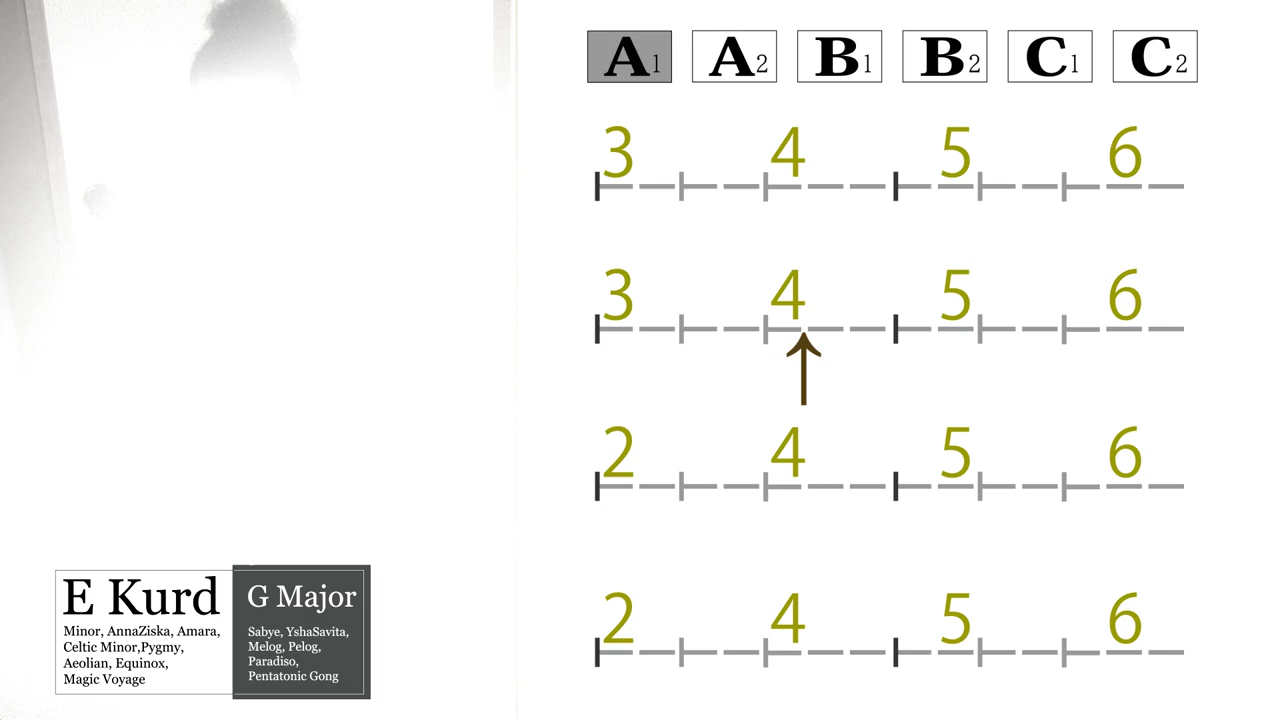 A1 A2 B1 B2 C1 C2
3 4 5 6
3 4 5 6
2 4 5 6
2 4 5 6
E Kurd
Minor, AnnaZiska, Amara,
Celtic Minor,Pygmy,
Aeolian, Equinox,
Magic Voyage
G Major
Sabye, YshaSavita,
Melog, Pelog,
Paradiso,
Pentatonic Gong